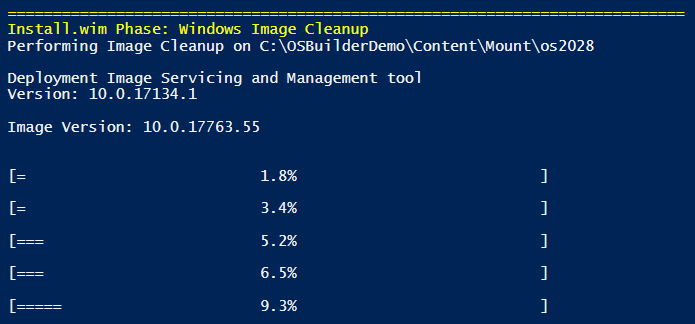 ===========================================================================
Install.wim Phase: Windows Image Cleanup
Performing Image Cleanup on C:\OSBuilderDemo\Content\Mount\os2028
Deployment Image Servicing and Management tool
Version: 10.0.17134.1
Image Version: 10.0.17763.55
[=                          1.8%                           ]
[=                          3.4%                           ]
[===                        5.2%                           ]
[===                        6.5%                           ]
[=====                      9.3%                           ]